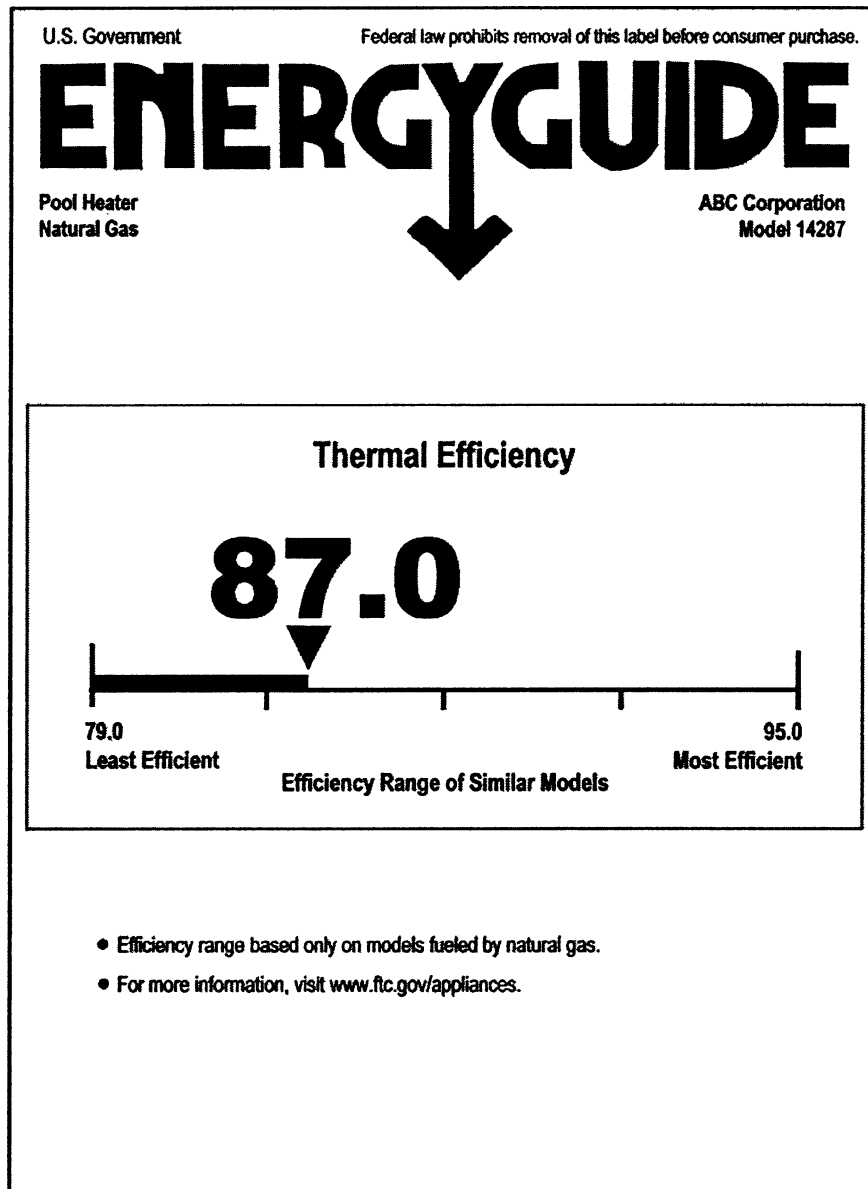 U.S. Government Federal law prohibits removal of this label before consumer purchase.
ENERGYGUIDE
Pool Heater
Natural Gas
ABC Corporation
Model 14287
Thermal Efficiency
87.0
79.0
Least Efficient
95.0
Most Efficient
Efficiency Range of Similar Models
• Efficiency range based only on models fueled by natural gas.
• For more information, visit www.ftc.gov/appliances.